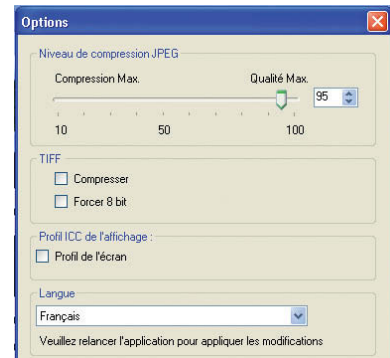 Options
Niveau de compression JPEG
Compression Max. Qualité Max.
95
10 50 100
TIFF
Compresser
Forcer 8 bit
Profil ICC de l'affichage :
Profil de l'écran
Langue
Français
Veuillez relancer l'application pour appliquer les modifications